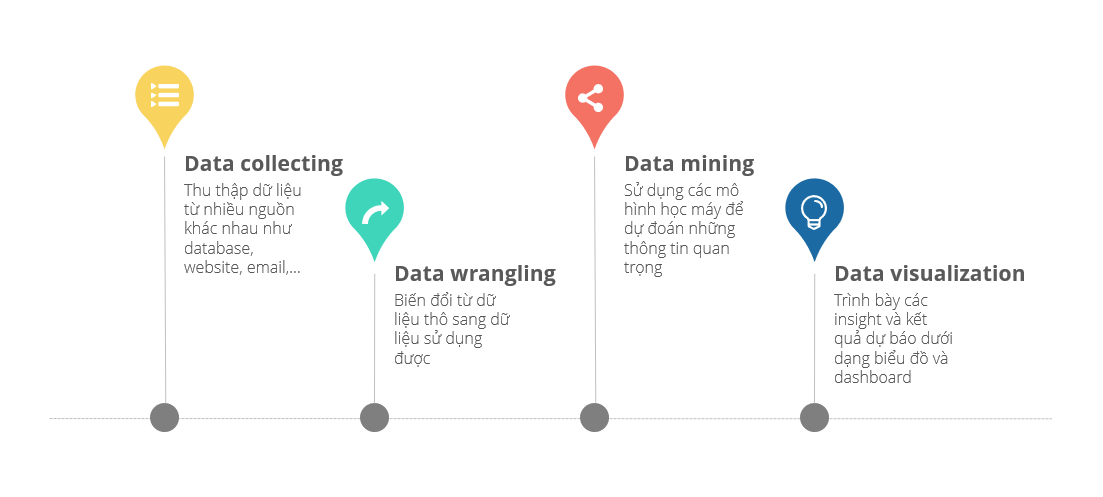 Data collecting
Thu thập dữ liệu
từ nhiều nguồn
khác nhau như
database,
website, email,...
Data wrangling
Biến đổi từ dữ
liệu thô sang dữ
liệu sử dụng
được
Data mining
Sử dụng các mô
hình học máy để
dự đoán những
thông tin quan
trọng
Data visualization
Trình bày các
insight và kết
quả dự báo dưới
dạng biểu đồ và
dashboard